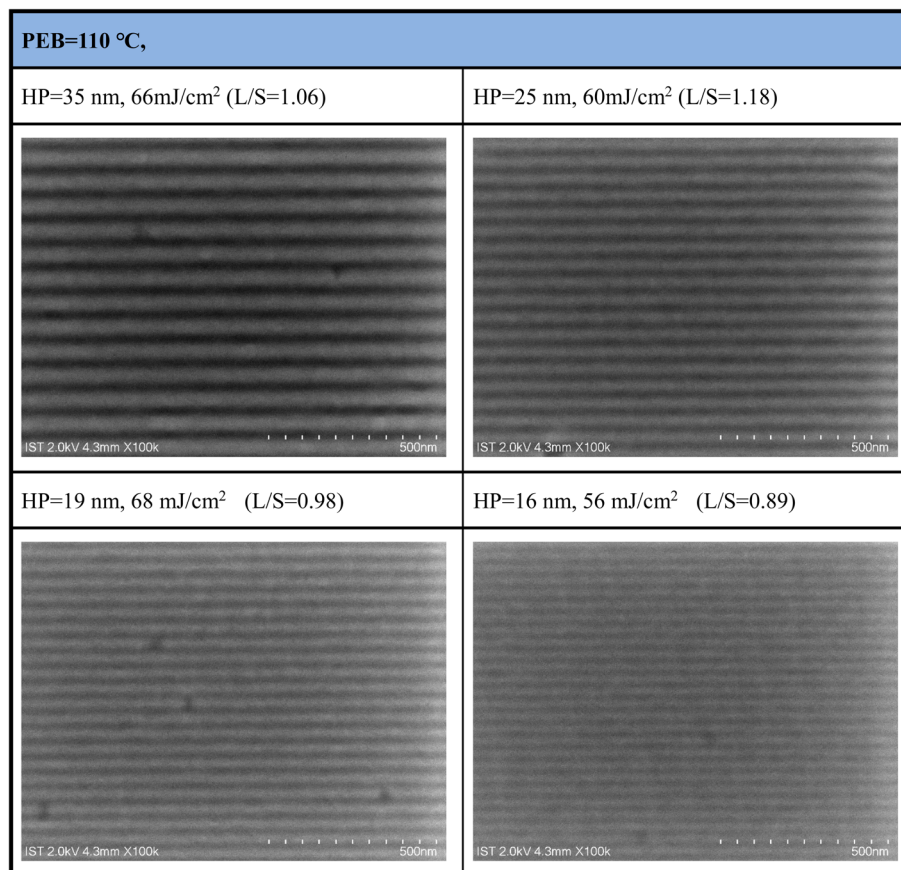 PEB=110 ℃,
HP=35 nm, 66mJ/cm² (L/S=1.06)
HP=25 nm, 60mJ/cm² (L/S=1.18)
IST 2.0kV 4.3mm X100k 500nm
IST 2.0kV 4.3mm X100k 500nm
HP=19 nm, 68 mJ/cm² (L/S=0.98)
HP=16 nm, 56 mJ/cm² (L/S=0.89)
IST 2.0kV 4.3mm X100k 500nm
IST 2.0kV 4.3mm X100k 500nm